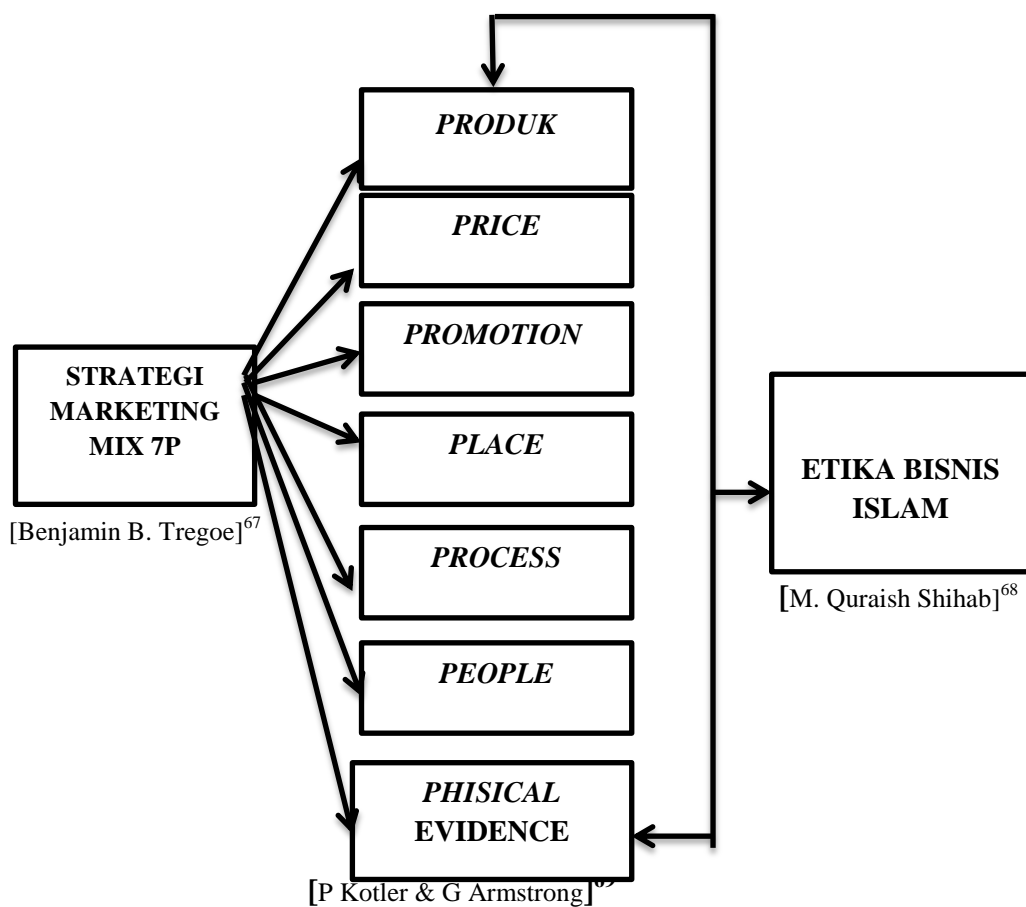 PRODUK
PRICE
PROMOTION
STRATEGI
MARKETING
MIX 7P
[Benjamin B. Tregoe]67
PLACE
ETIKA BISNIS
ISLAM
[M. Quraish Shihab]68
PROCESS
PEOPLE
PHISICAL
EVIDENCE
[P Kotler & G Armstrong]